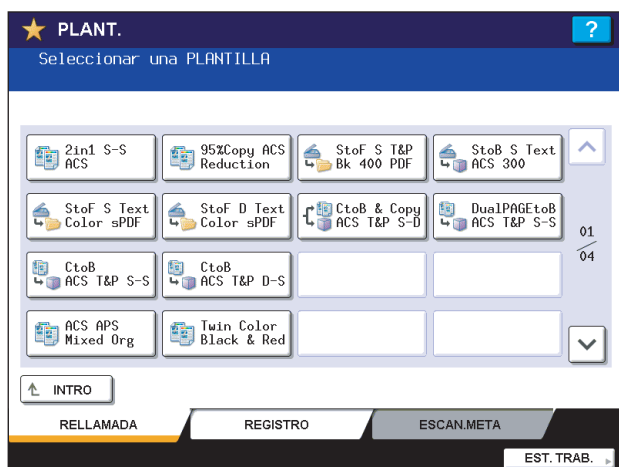 PLANT.
?
Seleccionar una PLANTILLA
2in1 S-S
ACS
95%Copy ACS
Reduction
StoF S T&P
Bk 400 PDF
StoB S Text
ACS 300
StoF S Text
Color sPDF
StoF D Text
Color sPDF
CtoB & Copy
ACS T&P S-D
DualPAGEtoB
ACS T&P S-S
01
04
CtoB
ACS T&P S-S
CtoB
ACS T&P D-S
ACS APS
Mixed Org
Twin Color
Black & Red
INTRO
RELLAMADA
REGISTRO
ESCAN.META
EST. TRAB.